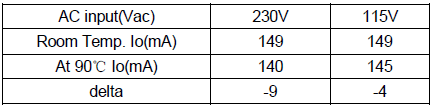 AC input(Vac) 230V 115V
Room Temp. Io(mA) 149 149
At 90℃ Io(mA) 140 145
delta -9 -4